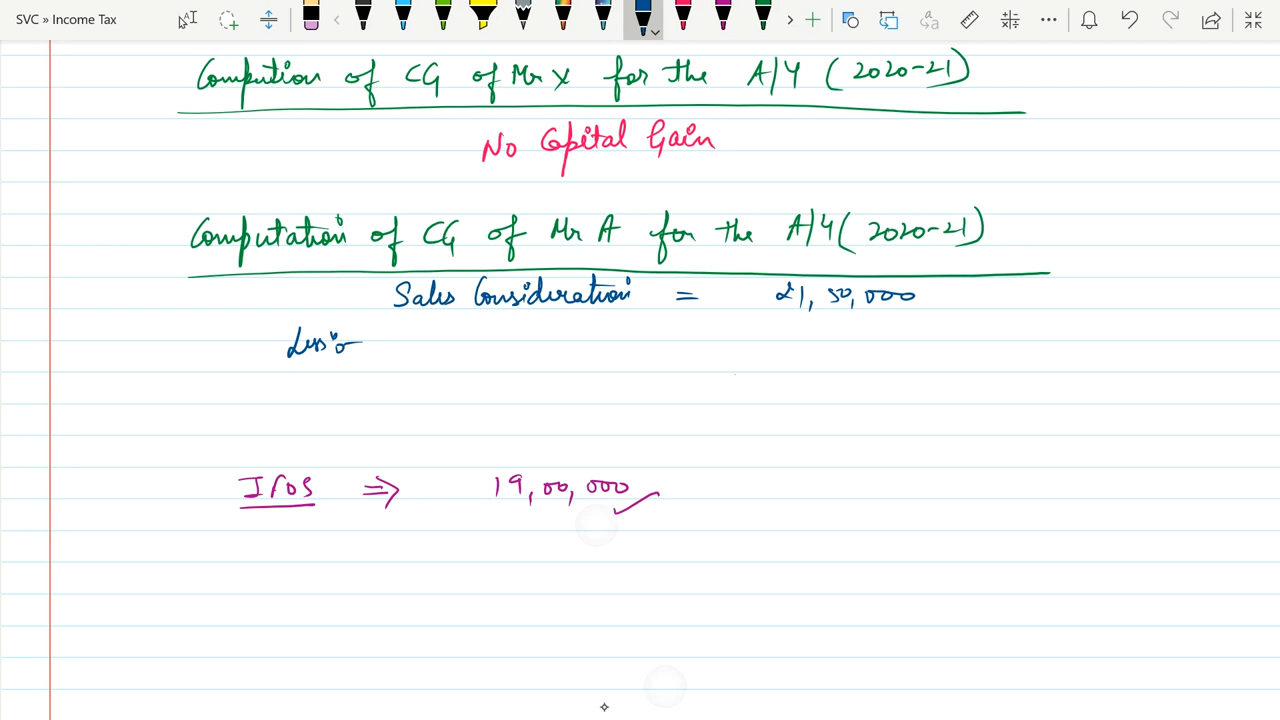 SVC » Income Tax
Compution of CG of Mr X for the A/Y (2020-21)
No Capital Gain
Computation of CG of Mr A for the A/Y (2020-21)
Sales Consideration = 21,50,000
Less:-
IFOS ⇒ 19,00,000